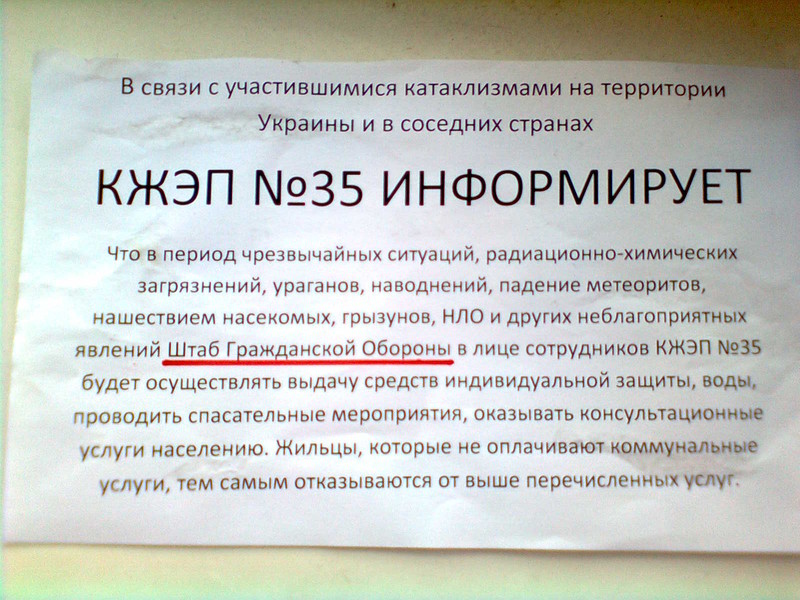 В связи с участившимися катаклизмами на территории
Украины и в соседних странах
КЖЭП №35 ИНФОРМИРУЕТ
Что в период чрезвычайных ситуаций, радиационно-химических
загрязнений, ураганов, наводнений, падение метеоритов,
нашествием насекомых, грызунов, НЛО и других неблагоприятных
явлений Штаб Гражданской Обороны в лице сотрудников КЖЭП №35
будет осуществлять выдачу средств индивидуальной защиты, воды,
проводить спасательные мероприятия, оказывать консультационные
услуги населению. Жильцы, которые не оплачивают коммунальные
услуги, тем самым отказываются от выше перечисленных услуг.